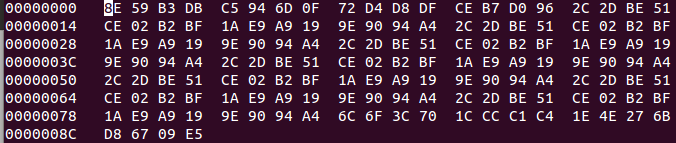 00000000 8E 59 B3 DB C5 94 6D 0F 72 D4 D8 DF CE B7 D0 96 2C 2D BE 51
00000014 CE 02 B2 BF 1A E9 A9 19 9E 90 94 A4 2C 2D BE 51 CE 02 B2 BF
00000028 1A E9 A9 19 9E 90 94 A4 2C 2D BE 51 CE 02 B2 BF 1A E9 A9 19
0000003C 9E 90 94 A4 2C 2D BE 51 CE 02 B2 BF 1A E9 A9 19 9E 90 94 A4
00000050 2C 2D BE 51 CE 02 B2 BF 1A E9 A9 19 9E 90 94 A4 2C 2D BE 51
00000064 CE 02 B2 BF 1A E9 A9 19 9E 90 94 A4 2C 2D BE 51 CE 02 B2 BF
00000078 1A E9 A9 19 9E 90 94 A4 6C 6F 3C 70 1C CC C1 C4 1E 4E 27 6B
0000008C D8 67 09 E5